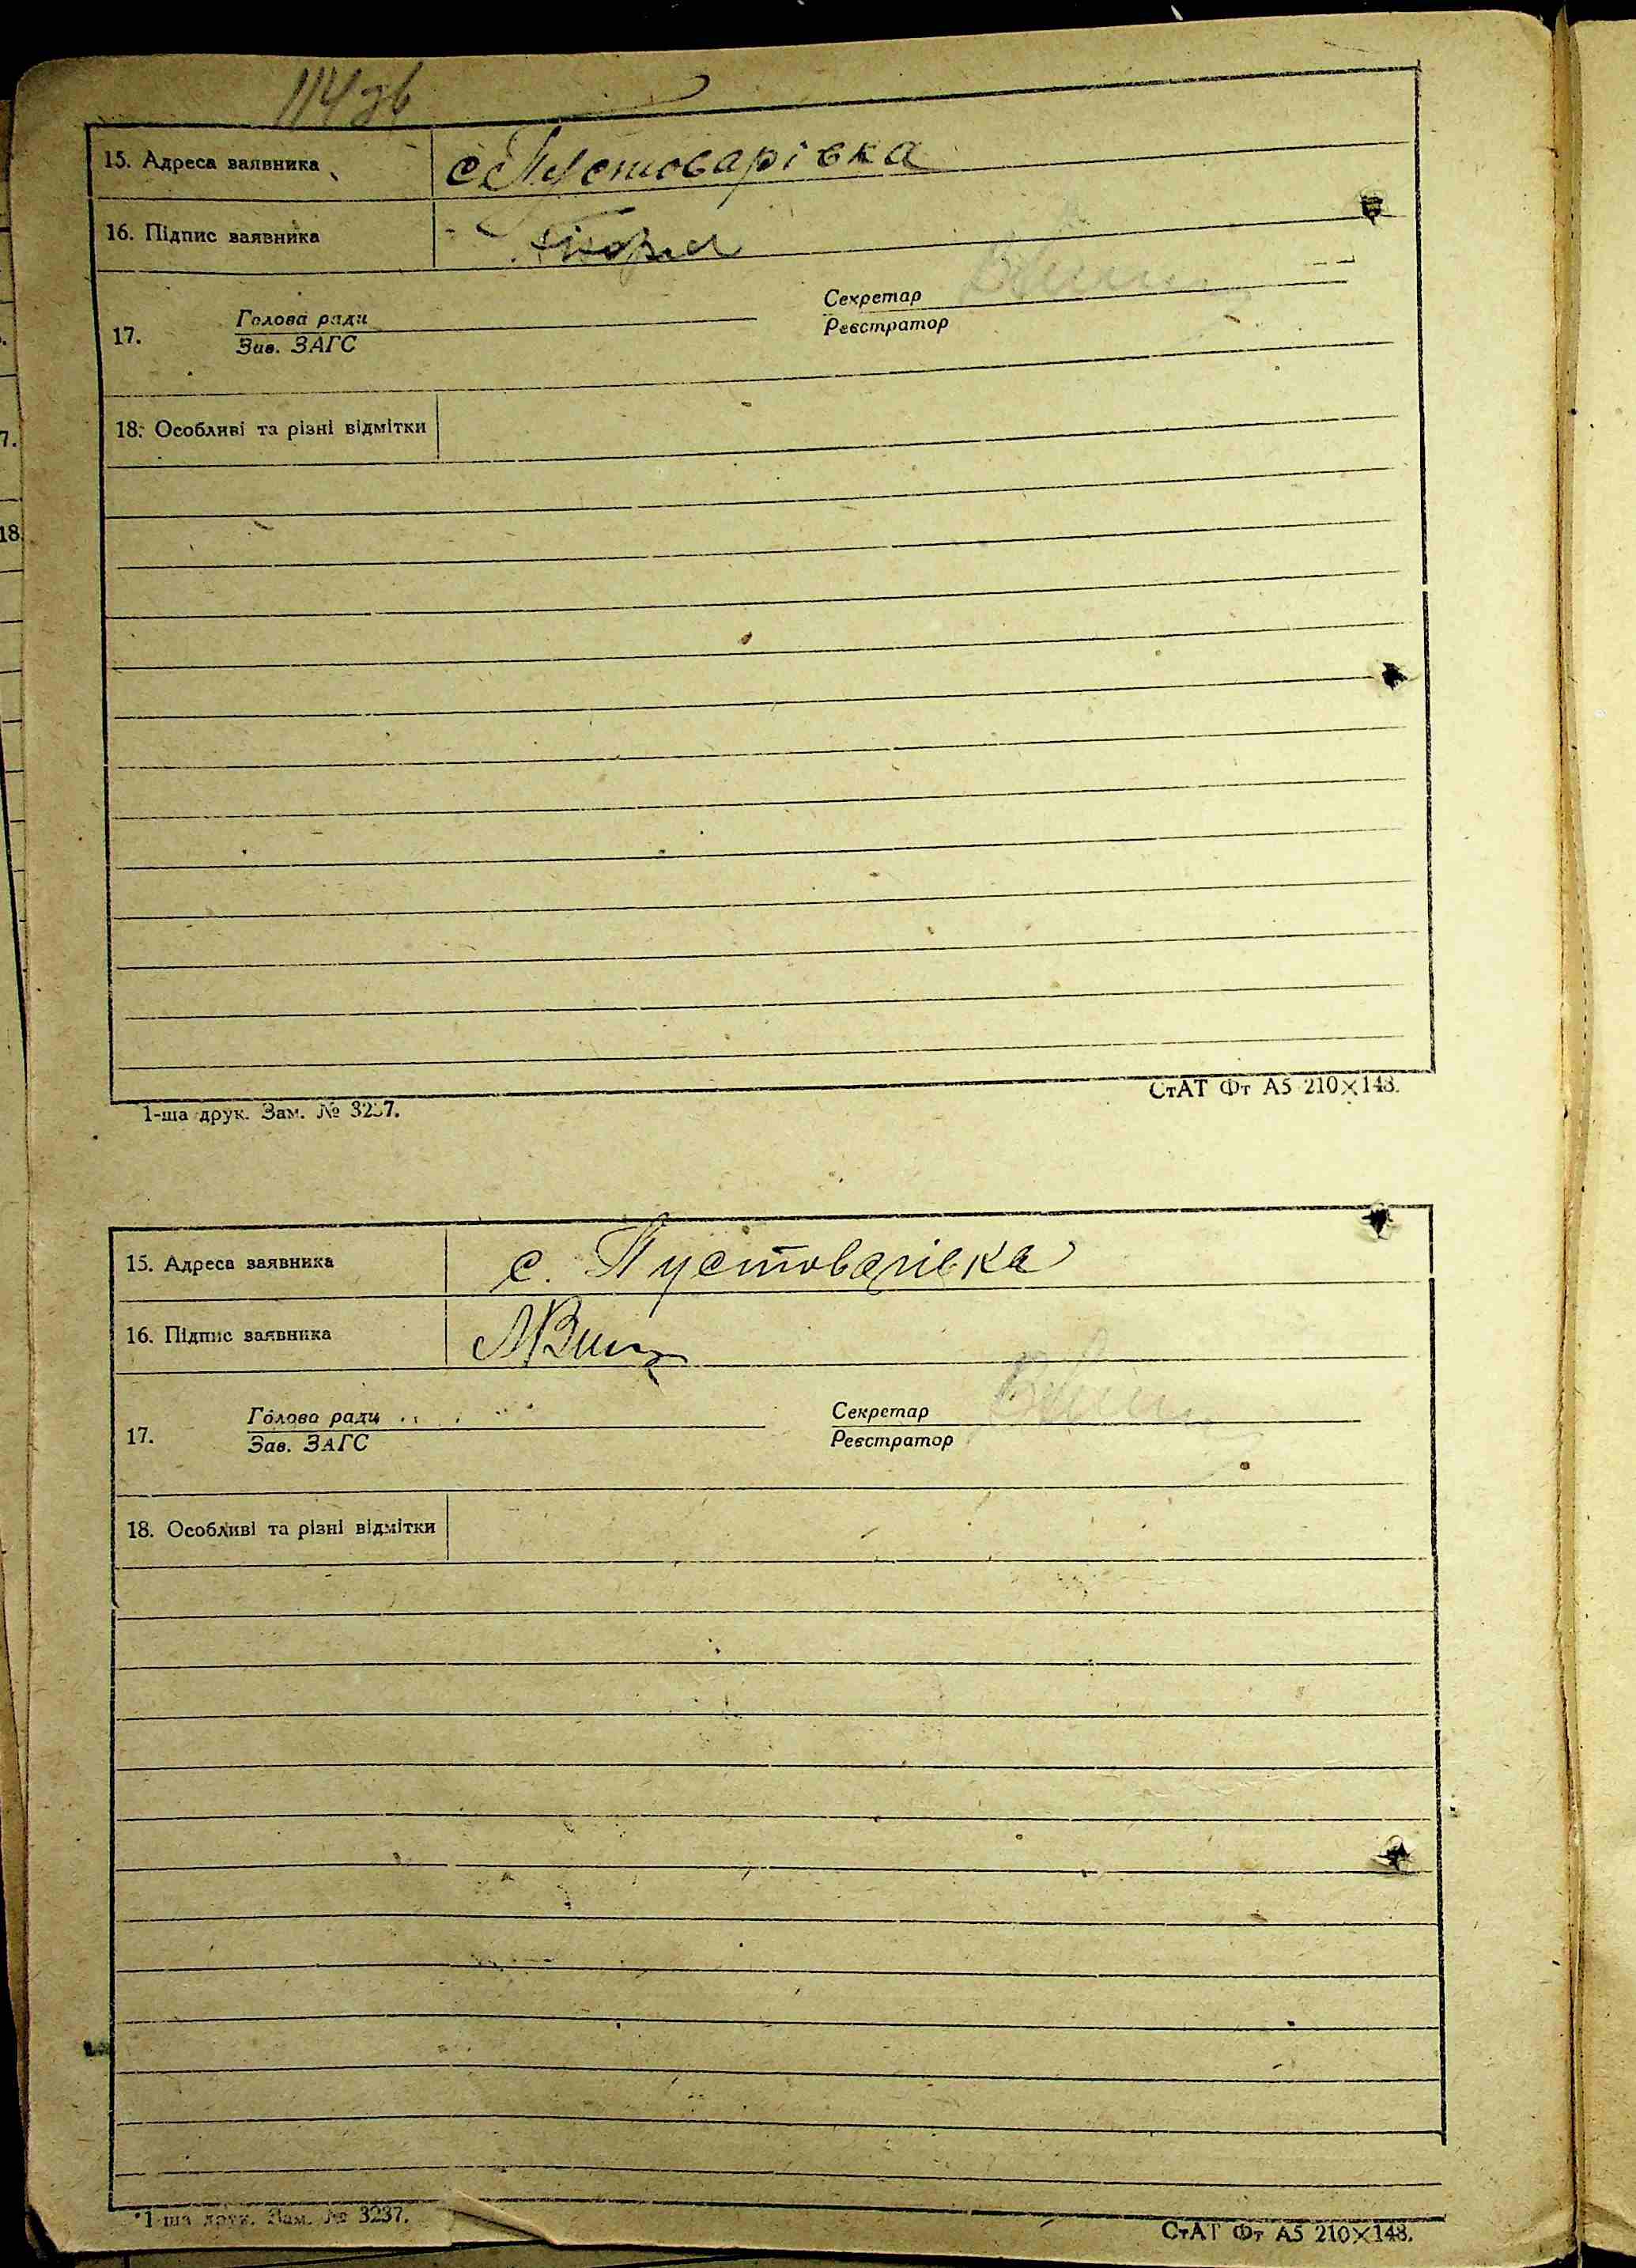 114зв
15. Адреса заявника с. Пустоварівка
16. Підпис заявника
Секретар
Голова ради
17.
Реєстратор
Зав. ЗАГС
18. Особливі та різні відмітки
7.
18
1-ша друк. Зам. № 3237.
СтАТ Фт А5 210×148.
15. Адреса заявника с. Пустоварівка
16. Підпис заявника
Голова ради Секретар
17.
Зав. ЗАГС Реєстратор
18. Особливі та різні відмітки
1-ша друк. Зам. № 3237.
СтАТ Фт А5 210×148.